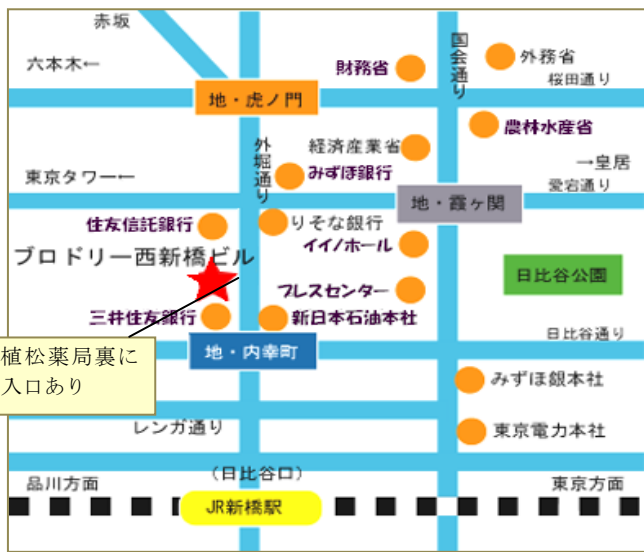 赤坂
六本木←
財務省
国会通り
外務省
桜田通り
地・虎ノ門
農林水産省
外堀通り
経済産業省
みずほ銀行
→皇居
東京タワー←
愛宕通り
地・霞ヶ関
住友信託銀行
りそな銀行
イイノホール
ブロドリー西新橋ビル
日比谷公園
プレスセンター
三井住友銀行
新日本石油本社
日比谷通り
地・内幸町
植松薬局裏に
入口あり
みずほ銀本社
レンガ通り
東京電力本社
(日比谷口)
品川方面
東京方面
JR新橋駅